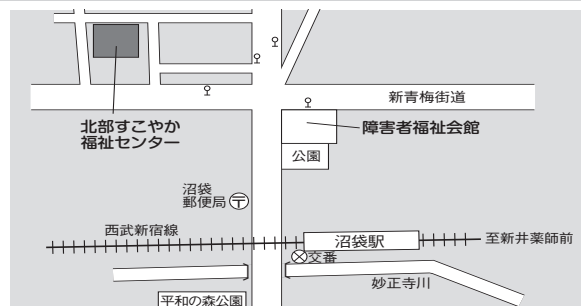 新青梅街道
北部すこやか
福祉センター
障害者福祉会館
公園
沼袋
郵便局
西武新宿線
沼袋駅
至新井薬師前
交番
妙正寺川
平和の森公園